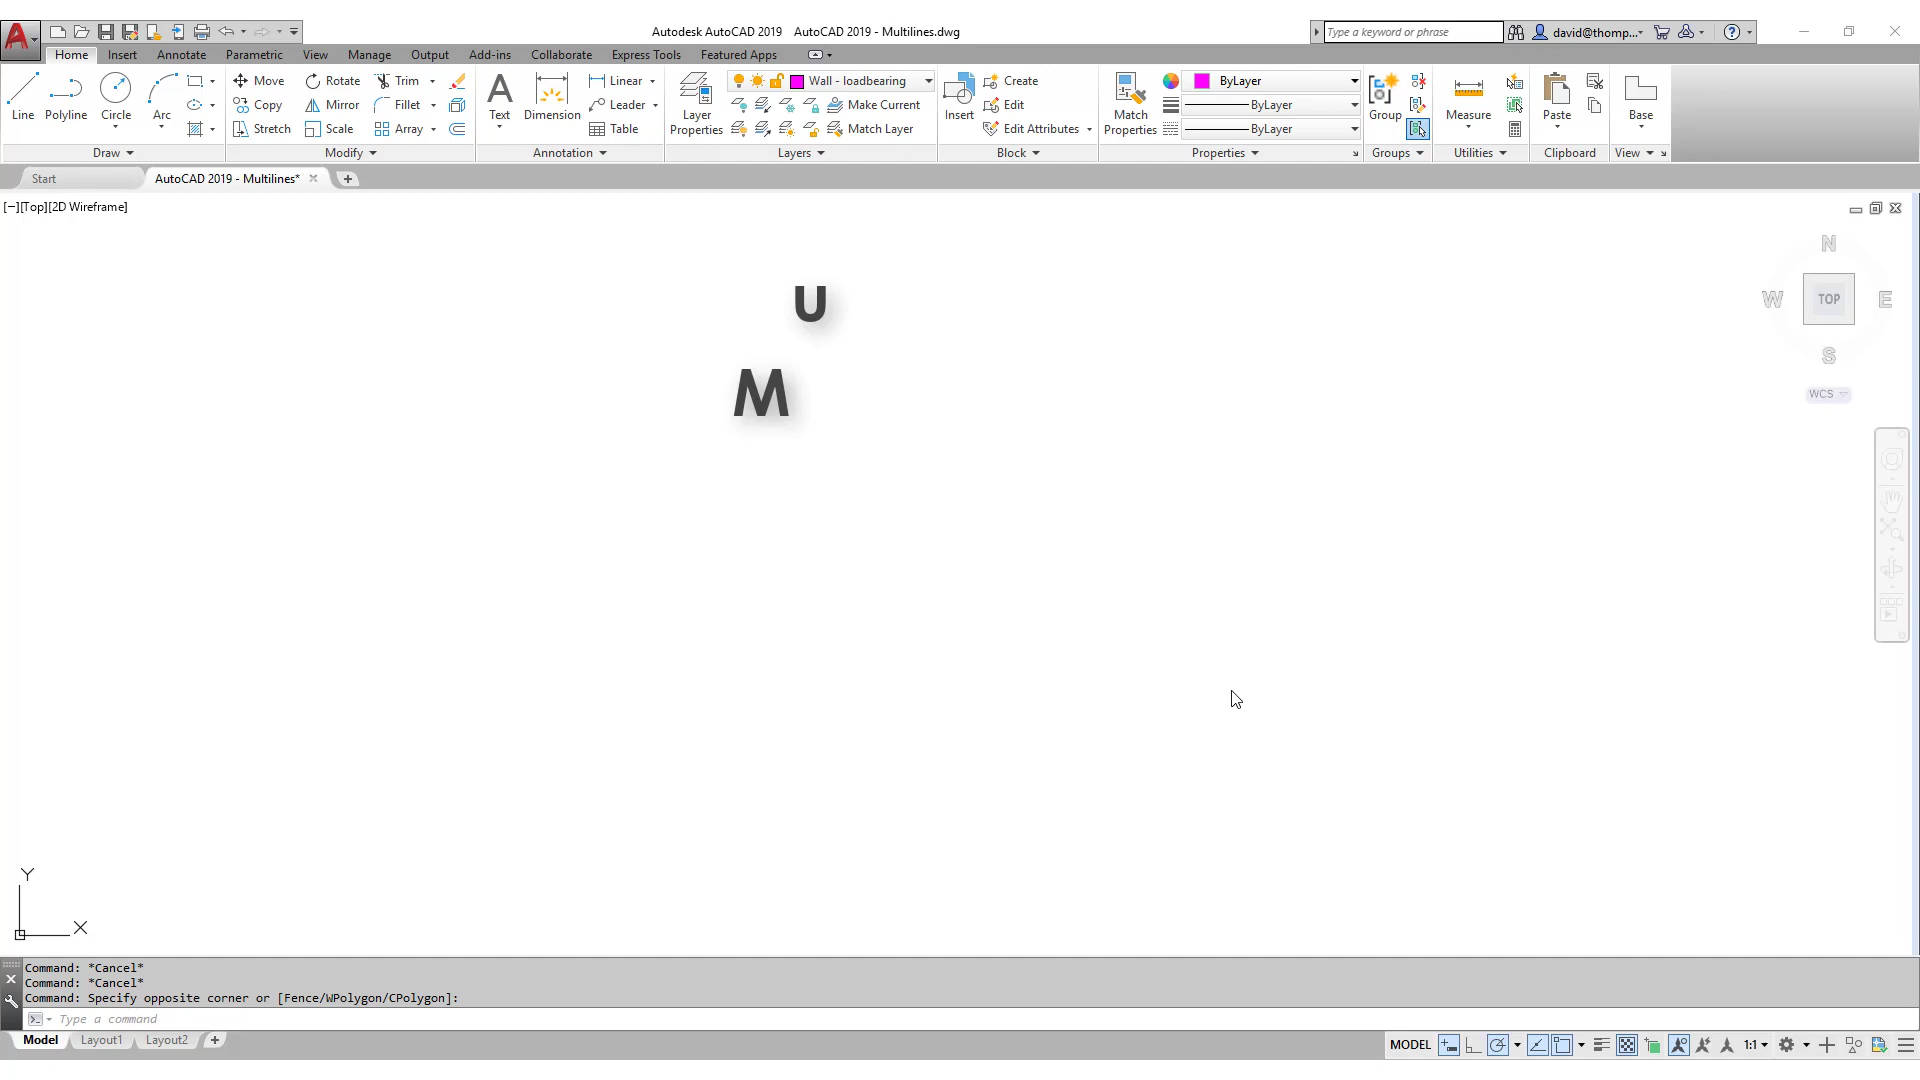 Autodesk AutoCAD 2019 AutoCAD 2019 - Multilines.dwg
Type a keyword or phrase
david@thomp...
Home Insert Annotate Parametric View Manage Output Add-ins Collaborate Express Tools Featured Apps
Line Polyline Circle Arc
Move Rotate Trim
Copy Mirror Fillet
Stretch Scale Array
Text Dimension
Linear
Leader
Table
Layer Properties
Wall - loadbearing
Make Current
Match Layer
Insert
Create
Edit
Edit Attributes
Match Properties
ByLayer
ByLayer
ByLayer
Group
Measure
Paste
Base
Draw Modify Annotation Layers Block Properties Groups Utilities Clipboard View
Start AutoCAD 2019 - Multilines*
[−][Top][2D Wireframe]
N
W TOP E
S
WCS
U
M
Y
X
Command: *Cancel*
Command: *Cancel*
Command: Specify opposite corner or [Fence/WPolygon/CPolygon]:
Type a command
Model Layout1 Layout2
MODEL 1:1